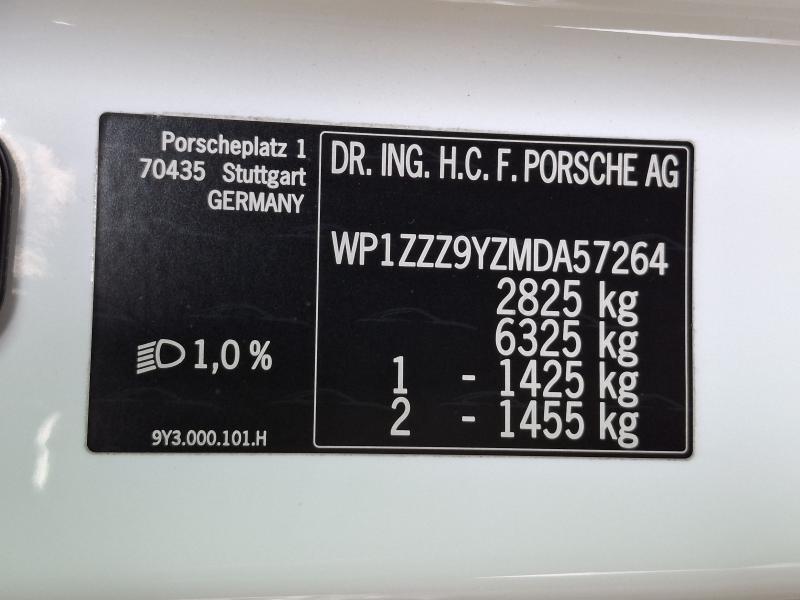 Porscheplatz 1
70435 Stuttgart
GERMANY
1,0 %
9Y3.000.101.H
DR. ING. H.C. F. PORSCHE AG
WP1ZZZ9YZMDA57264
2825 kg
6325 kg
1 - 1425 kg
2 - 1455 kg